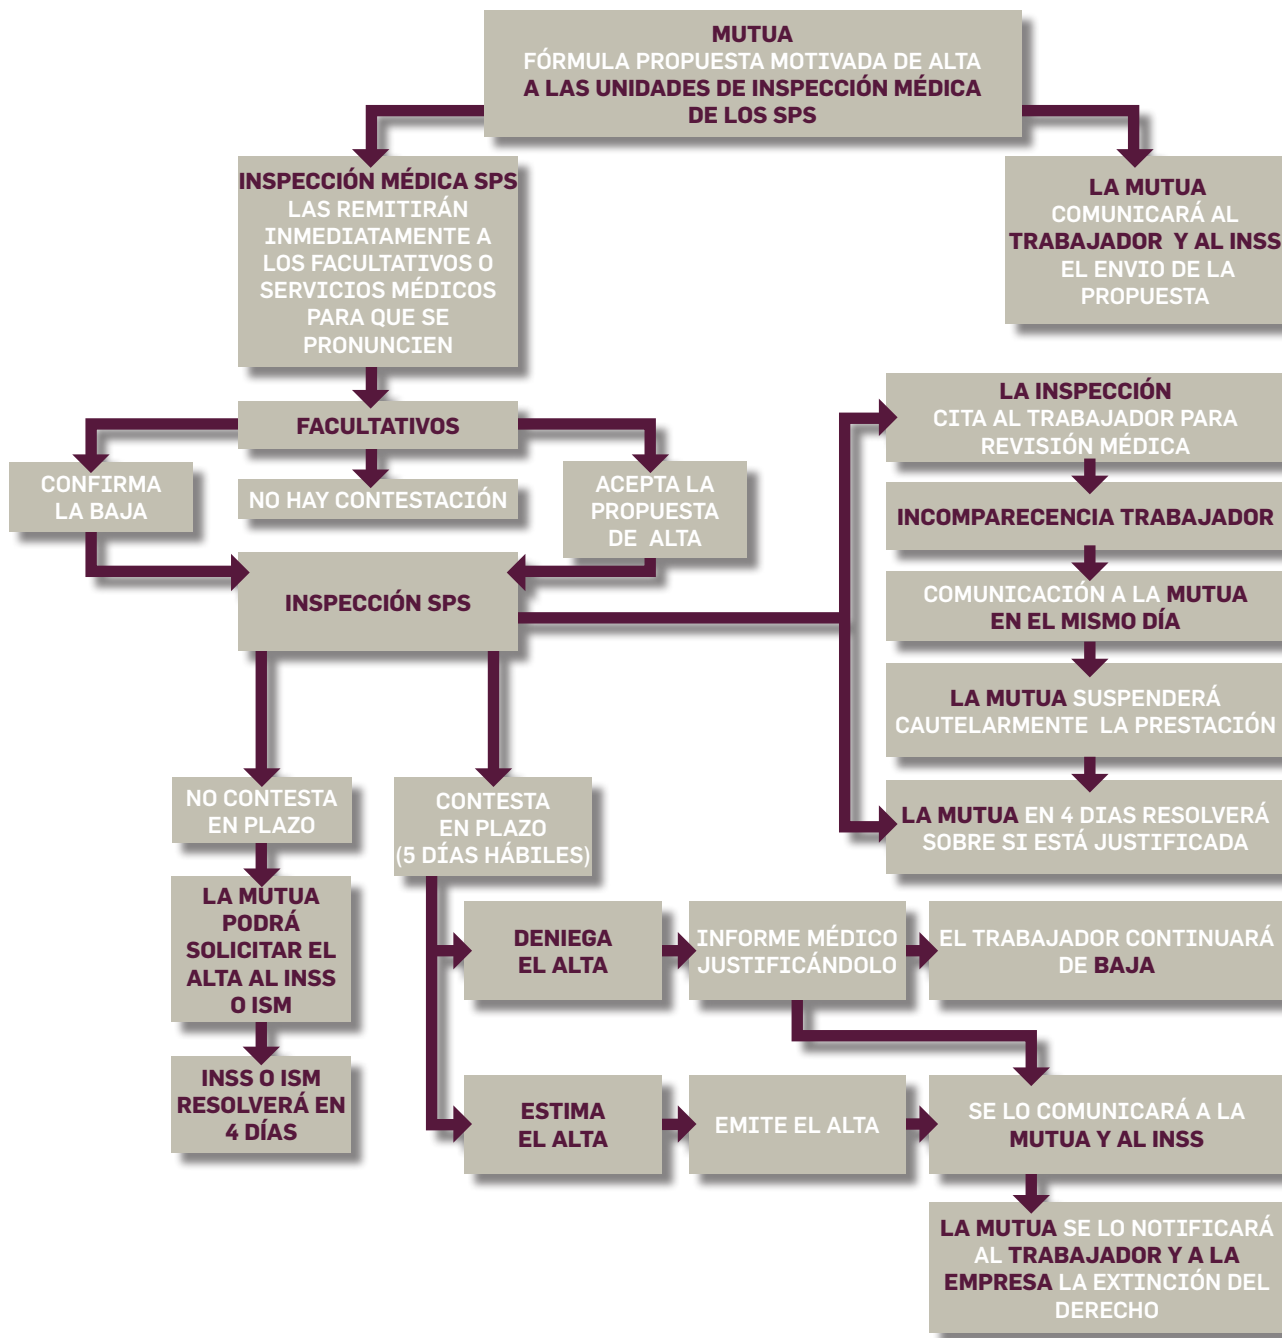 MUTUA
FÓRMULA PROPUESTA MOTIVADA DE ALTA
A LAS UNIDADES DE INSPECCIÓN MÉDICA
DE LOS SPS
INSPECCIÓN MÉDICA SPS
LAS REMITIRÁN
INMEDIATAMENTE A
LOS FACULTATIVOS O
SERVICIOS MÉDICOS
PARA QUE SE
PRONUNCIEN
LA MUTUA
COMUNICARÁ AL
TRABAJADOR Y AL INSS
EL ENVIO DE LA
PROPUESTA
FACULTATIVOS
CONFIRMA
LA BAJA
NO HAY CONTESTACIÓN
ACEPTA LA
PROPUESTA
DE ALTA
INSPECCIÓN SPS
LA INSPECCIÓN
CITA AL TRABAJADOR PARA
REVISIÓN MÉDICA
INCOMPARECENCIA TRABAJADOR
COMUNICACIÓN A LA MUTUA
EN EL MISMO DÍA
LA MUTUA SUSPENDERÁ
CAUTELARMENTE LA PRESTACIÓN
LA MUTUA EN 4 DIAS RESOLVERÁ
SOBRE SI ESTÁ JUSTIFICADA
NO CONTESTA
EN PLAZO
CONTESTA
EN PLAZO
(5 DÍAS HÁBILES)
LA MUTUA
PODRÁ
SOLICITAR EL
ALTA AL INSS
O ISM
INSS O ISM
RESOLVERÁ EN
4 DÍAS
DENIEGA
EL ALTA
INFORME MÉDICO
JUSTIFICÁNDOLO
EL TRABAJADOR CONTINUARÁ
DE BAJA
ESTIMA
EL ALTA
EMITE EL ALTA
SE LO COMUNICARÁ A LA
MUTUA Y AL INSS
LA MUTUA SE LO NOTIFICARÁ
AL TRABAJADOR Y A LA
EMPRESA LA EXTINCIÓN DEL
DERECHO